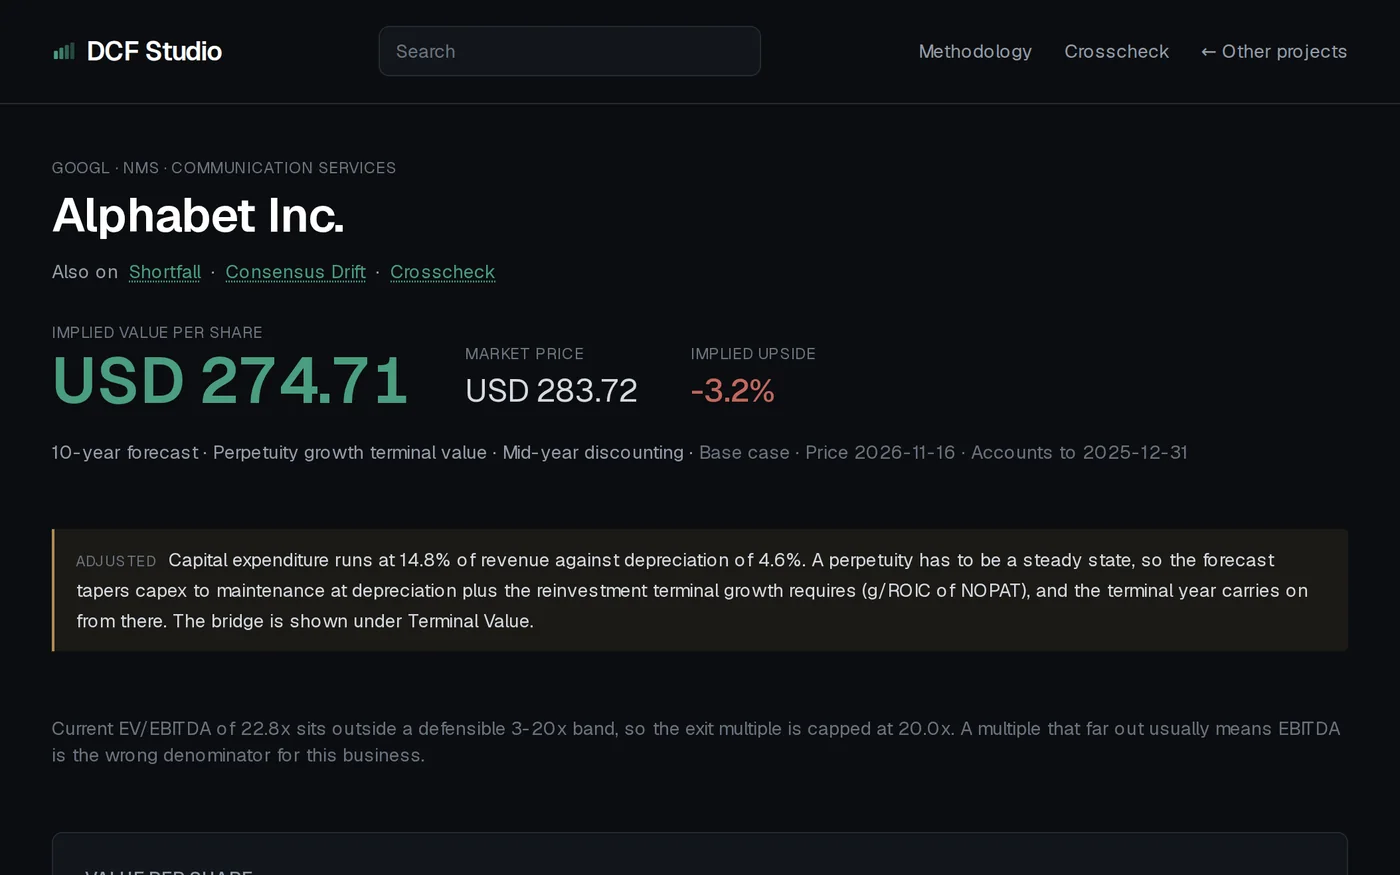 DCF Studio
Search
Methodology
Crosscheck
← Other projects
GOOGL · NMS · COMMUNICATION SERVICES
Alphabet Inc.
Also on Shortfall · Consensus Drift · Crosscheck
IMPLIED VALUE PER SHARE
USD 274.71
MARKET PRICE
USD 283.72
IMPLIED UPSIDE
-3.2%
10-year forecast · Perpetuity growth terminal value · Mid-year discounting · Base case · Price 2026-11-16 · Accounts to 2025-12-31
ADJUSTED Capital expenditure runs at 14.8% of revenue against depreciation of 4.6%. A perpetuity has to be a steady state, so the forecast
tapers capex to maintenance at depreciation plus the reinvestment terminal growth requires (g/ROIC of NOPAT), and the terminal year carries on
from there. The bridge is shown under Terminal Value.
Current EV/EBITDA of 22.8x sits outside a defensible 3-20x band, so the exit multiple is capped at 20.0x. A multiple that far out usually means EBITDA
is the wrong denominator for this business.
VALUE PER SHARE